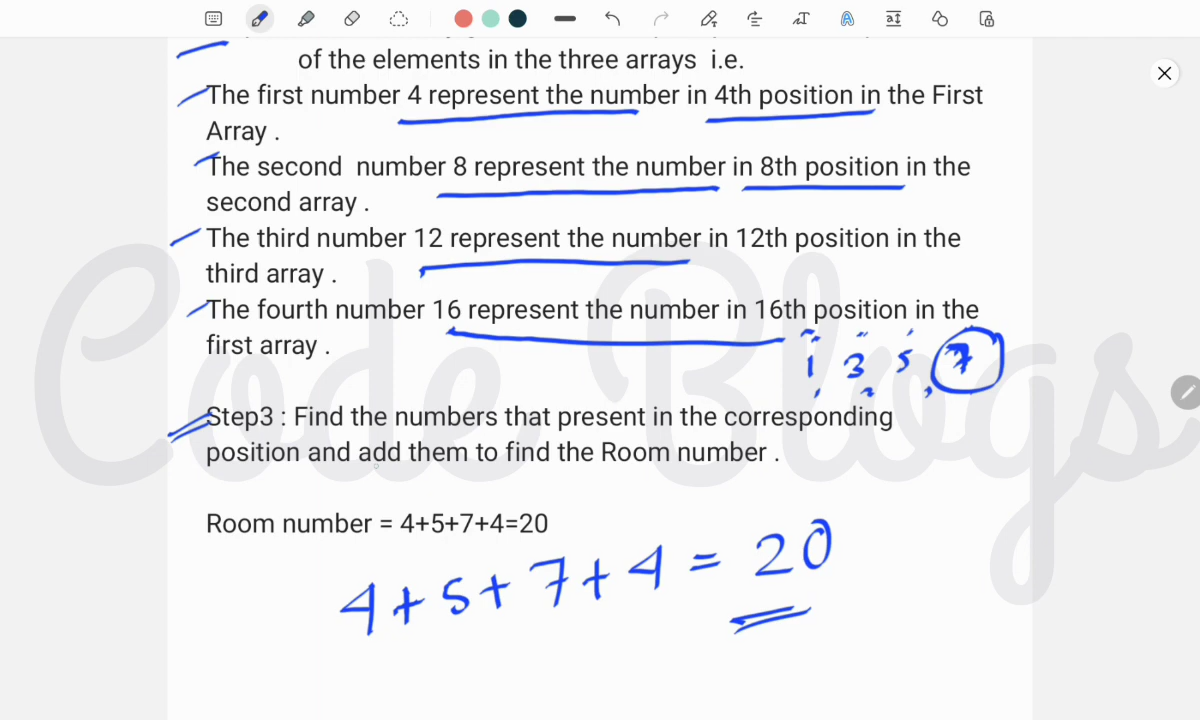 of the elements in the three arrays i.e.
The first number 4 represent the number in 4th position in the First
Array .
The second number 8 represent the number in 8th position in the
second array .
The third number 12 represent the number in 12th position in the
third array .
The fourth number 16 represent the number in 16th position in the
first array .
1 3 5 7
Step3 : Find the numbers that present in the corresponding
position and add them to find the Room number .
Room number = 4+5+7+4=20
4+5+7+4 = 20
Code Blogs